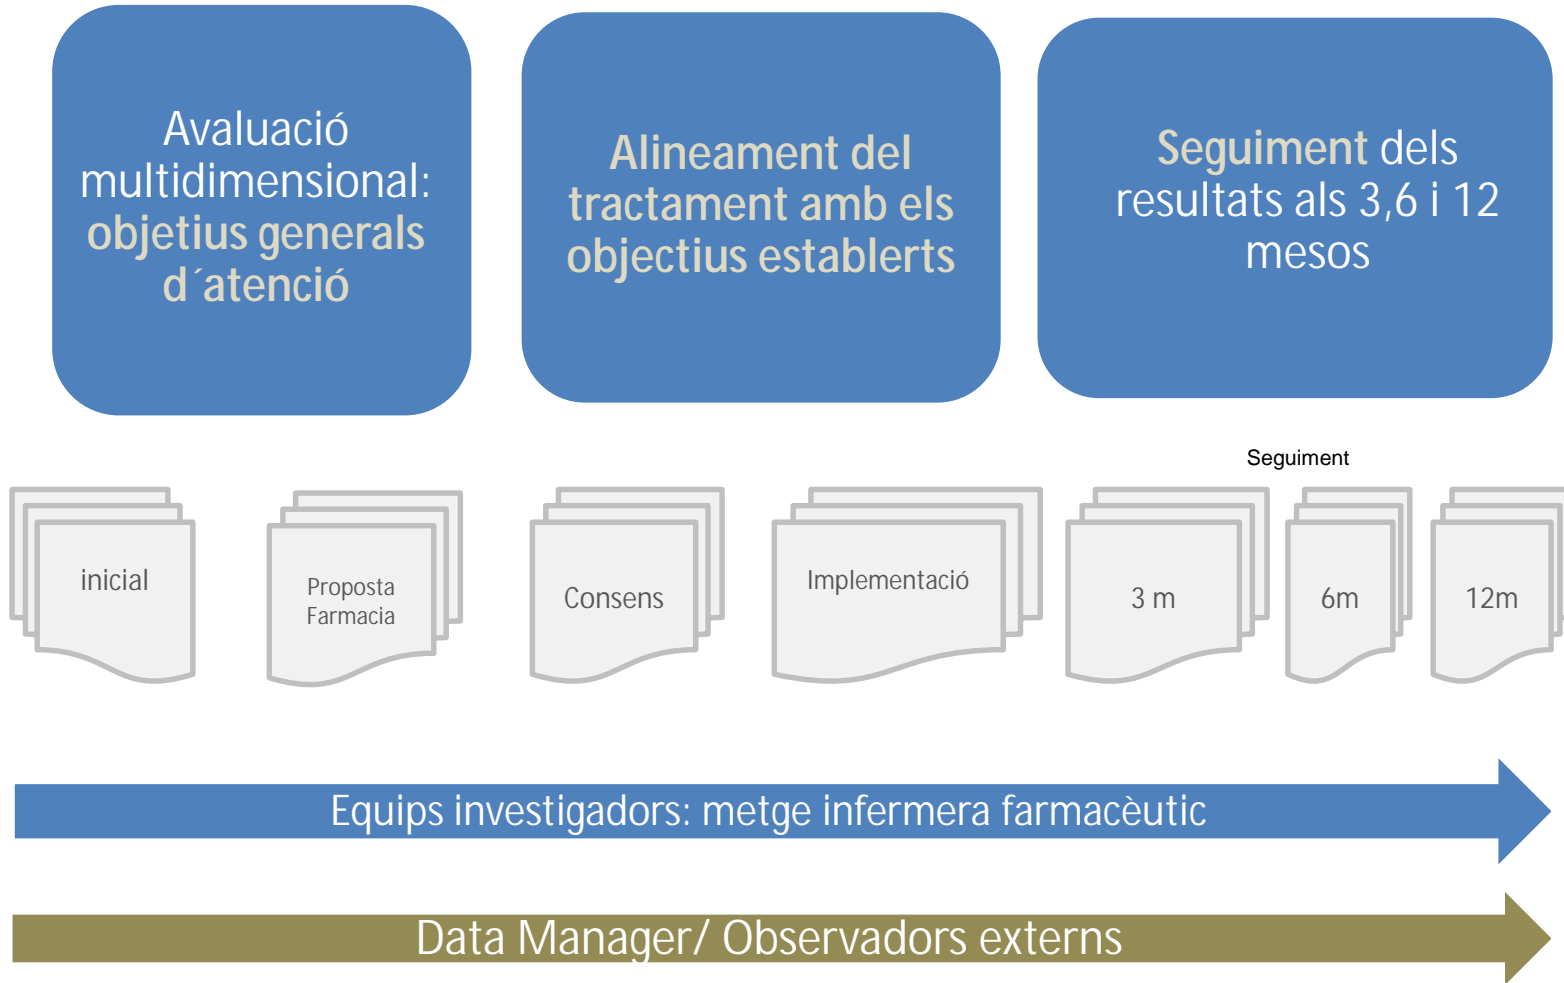 Avaluació
multidimensional:
objetius generals
d´atenció
Alineament del
tractament amb els
objectius establerts
Seguiment dels
resultats als 3,6 i 12
mesos
Seguiment
inicial
Proposta
Farmacia
Consens
Implementació
3 m
6m
12m
Equips investigadors: metge infermera farmacèutic
Data Manager/ Observadors externs